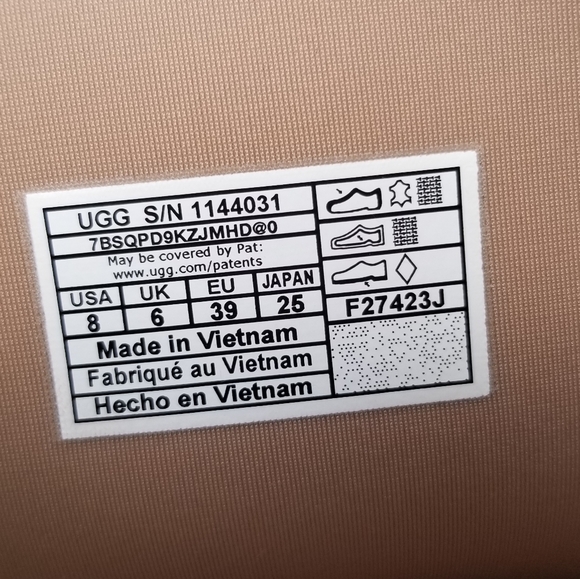 UGG S/N 1144031
7BSQPD9KZJMHD@0
May be covered by Pat:
www.ugg.com/patents
USA UK EU JAPAN
8 6 39 25
Made in Vietnam
Fabriqué au Vietnam
Hecho en Vietnam
F27423J